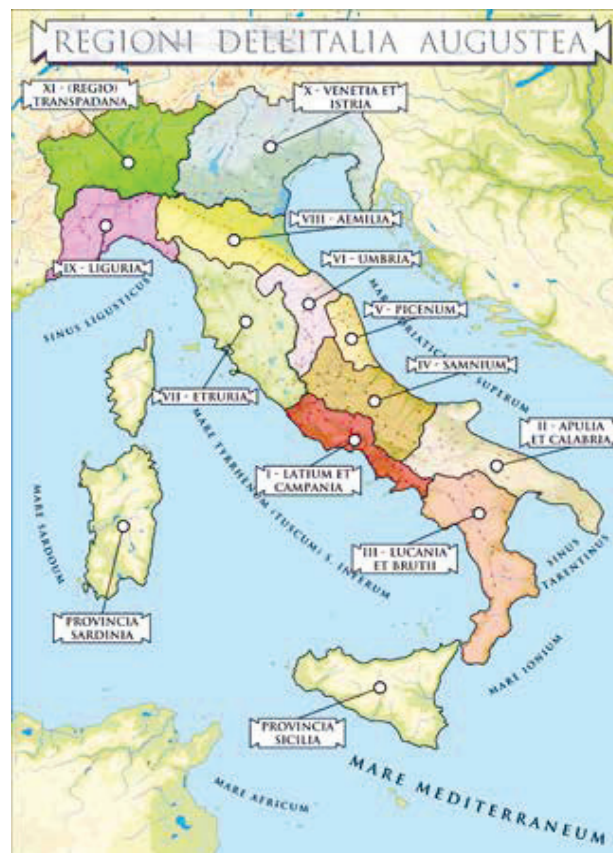 REGIONI DELL'ITALIA AUGUSTEA
XI - (REGIO)
TRANSPADANA
X - VENETIA ET
ISTRIA
VIII - AEMILIA
VI - UMBRIA
IX - LIGURIA
SINUS LIGUSTICUS
V - PICENUM
MARE ADRIATICUM SUPERUM
IV - SAMNIUM
VII - ETRURIA
II - APULIA
ET CALABRIA
I - LATIUM ET
CAMPANIA
MARE TYRRHENUM (TUSCUM) S. INFERUM
MARE SARDOUM
III - LUCANIA
ET BRUTII
SINUS
TARENTINUS
PROVINCIA
SARDINIA
MARE IONIUM
PROVINCIA
SICILIA
MARE MEDITERRANEUM
MARE AFRICUM